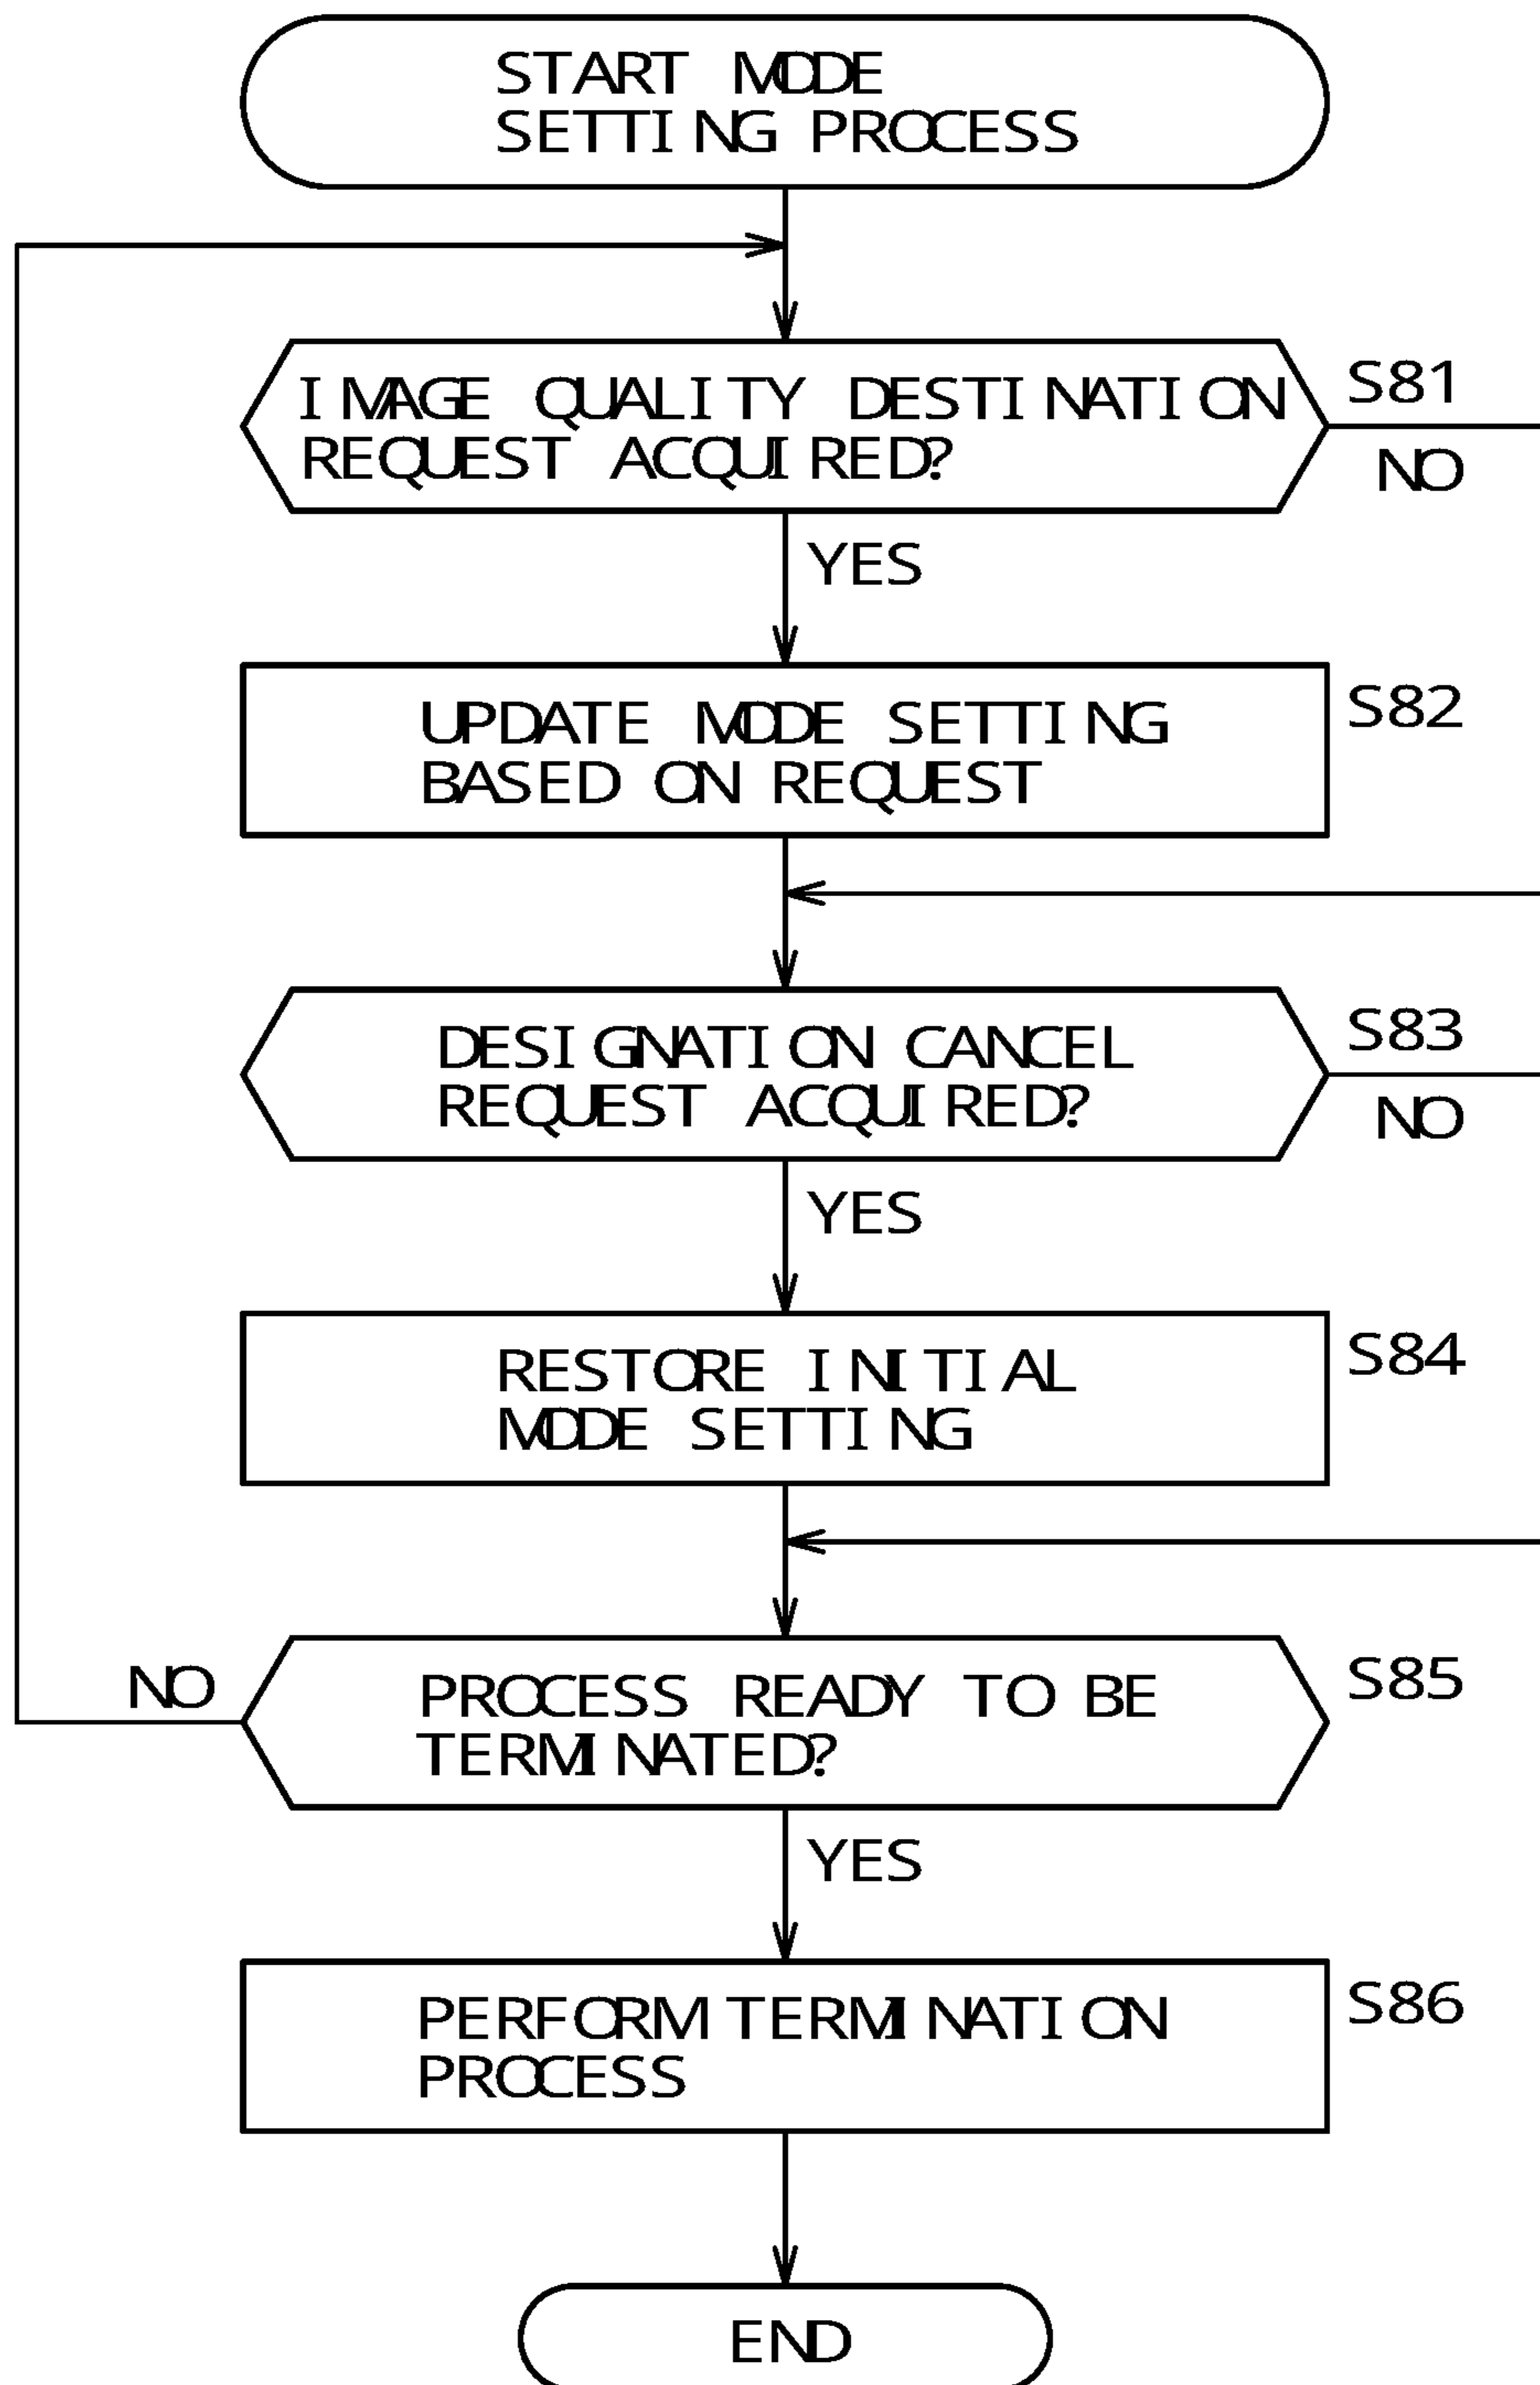 START MODE
SETTING PROCESS
IMAGE QUALITY DESTINATION
REQUEST ACQUIRED?
S81
NO
YES
UPDATE MODE SETTING
BASED ON REQUEST
S82
DESIGNATION CANCEL
REQUEST ACQUIRED?
S83
NO
YES
RESTORE INITIAL
MODE SETTING
S84
NO
PROCESS READY TO BE
TERMINATED?
S85
YES
PERFORM TERMINATION
PROCESS
S86
END